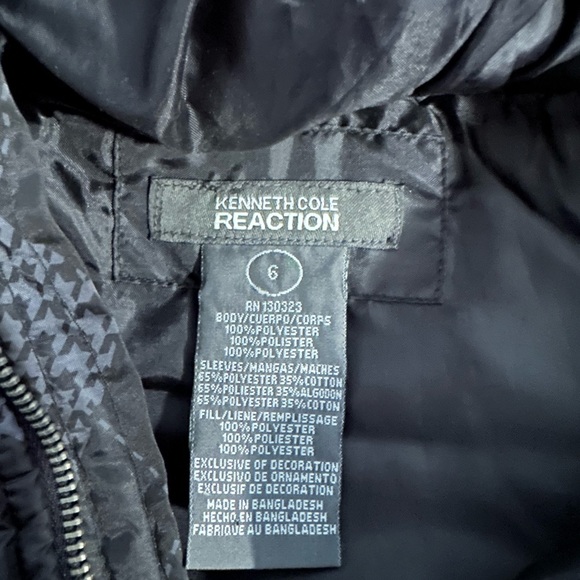 KENNETH COLE
REACTION
6
RN 130323
BODY/CUERPO/CORPS
100%POLYESTER
100%POLISTER
100%POLYESTER
SLEEVES/MANGAS/MACHES
65%POLYESTER 35%COTTON
65%POLIESTER 35%ALGODON
65%POLYESTER 35%COTON
FILL/LIENE/REMPLISSAGE
100%POLYESTER
100%POLIESTER
100%POLYESTER
EXCLUSIVE OF DECORATION
EXCLUSIVO DE ORNAMENTO
EXCLUSIF DE DECORATION
MADE IN BANGLADESH
HECHO EN BANGLADESH
FABRIQUE AU BANGLADESH